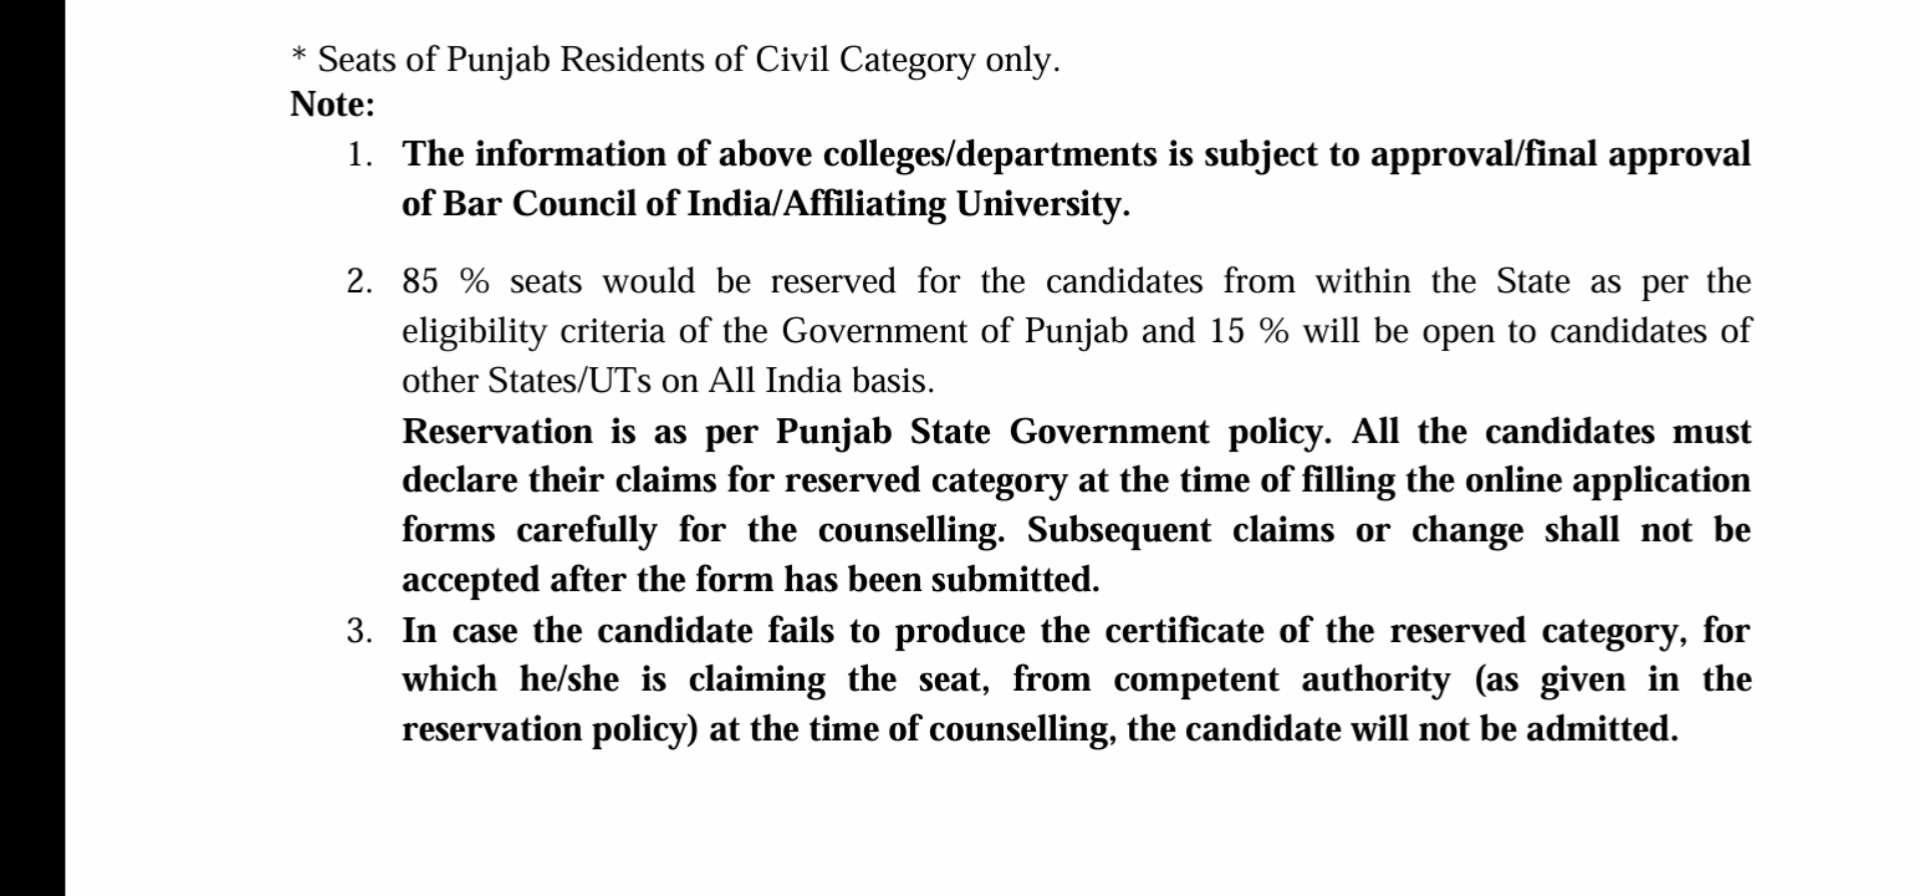 * Seats of Punjab Residents of Civil Category only.
Note:
1. The information of above colleges/departments is subject to approval/final approval
of Bar Council of India/Affiliating University.
2. 85 % seats would be reserved for the candidates from within the State as per the
eligibility criteria of the Government of Punjab and 15 % will be open to candidates of
other States/UTs on All India basis.
Reservation is as per Punjab State Government policy. All the candidates must
declare their claims for reserved category at the time of filling the online application
forms carefully for the counselling. Subsequent claims or change shall not be
accepted after the form has been submitted.
3. In case the candidate fails to produce the certificate of the reserved category, for
which he/she is claiming the seat, from competent authority (as given in the
reservation policy) at the time of counselling, the candidate will not be admitted.